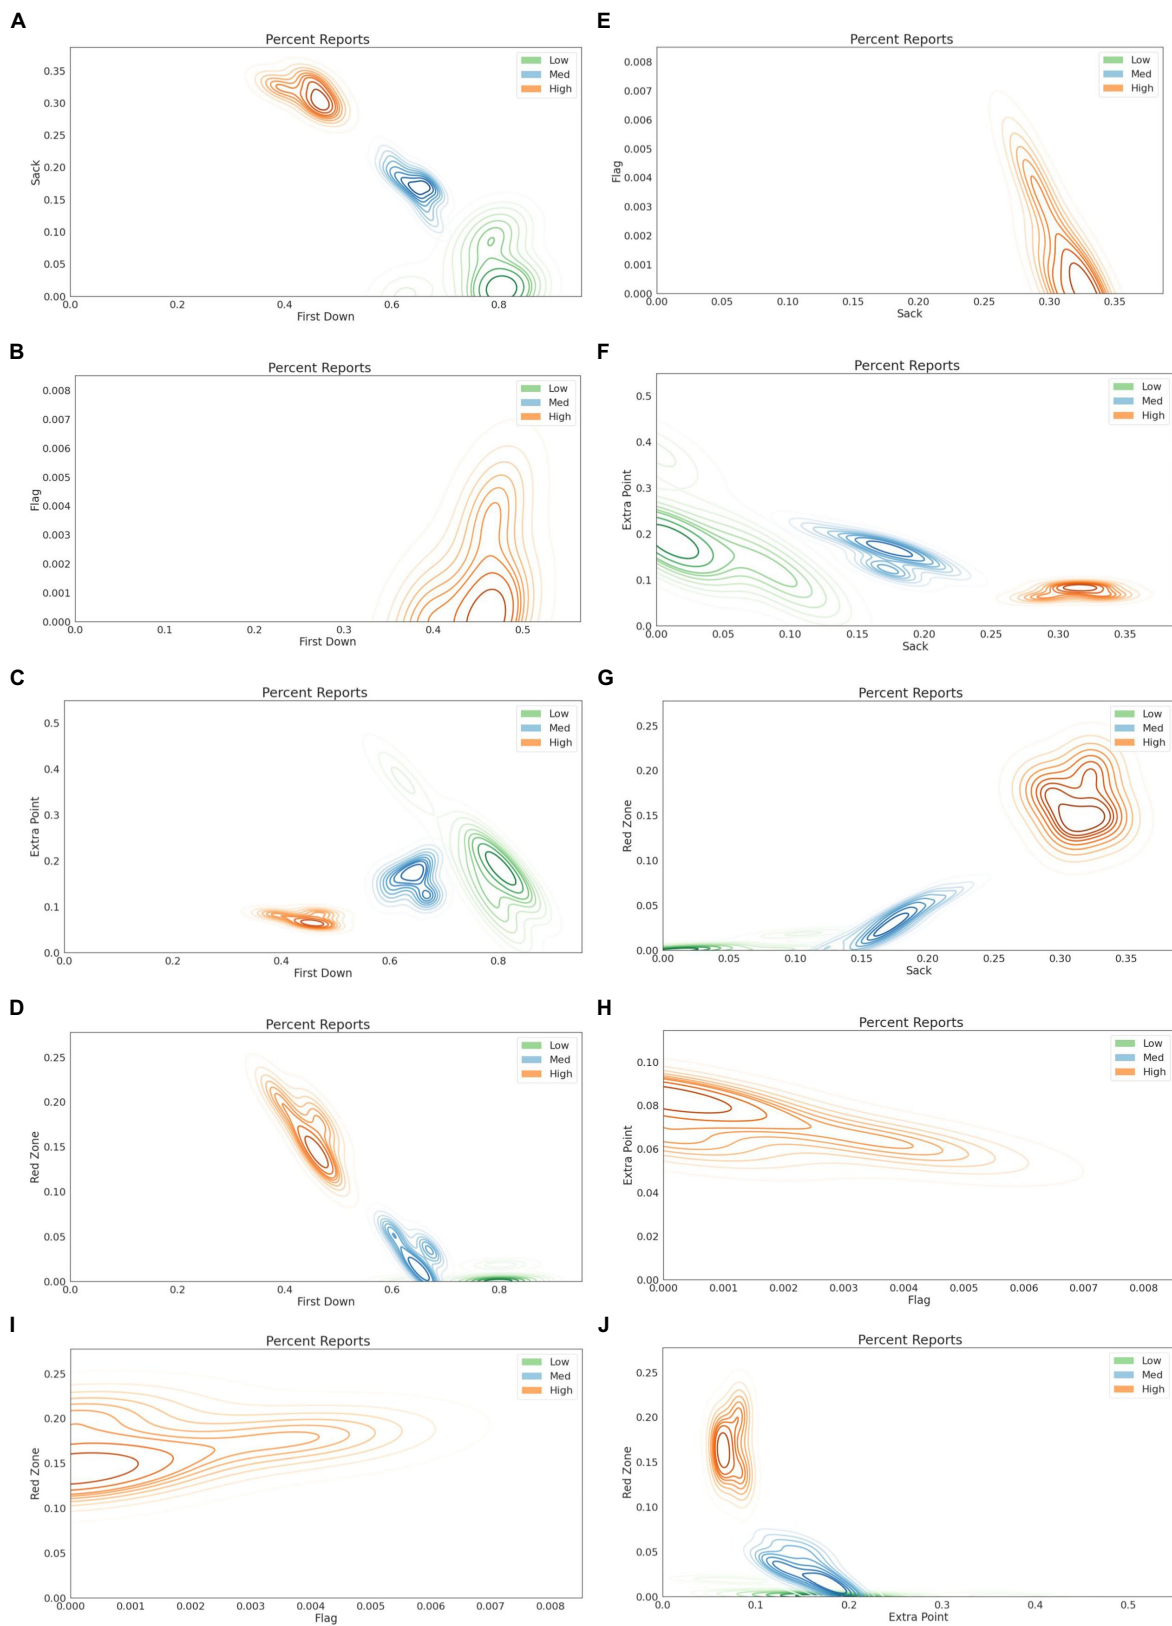 A
Percent Reports
Low
Med
High
0.35
0.30
0.25
0.20
0.15
0.10
0.05
0.00
Sack
0.0 0.2 0.4 0.6 0.8
First Down
E
Percent Reports
Low
Med
High
0.008
0.007
0.006
0.005
0.004
0.003
0.002
0.001
0.000
Flag
0.00 0.05 0.10 0.15 0.20 0.25 0.30 0.35
Sack
B
Percent Reports
Low
Med
High
0.008
0.007
0.006
0.005
0.004
0.003
0.002
0.001
0.000
Flag
0.0 0.1 0.2 0.3 0.4 0.5
First Down
F
Percent Reports
Low
Med
High
0.5
0.4
0.3
0.2
0.1
0.0
Extra Point
0.00 0.05 0.10 0.15 0.20 0.25 0.30 0.35
Sack
C
Percent Reports
Low
Med
High
0.5
0.4
0.3
0.2
0.1
0.0
Extra Point
0.0 0.2 0.4 0.6 0.8
First Down
G
Percent Reports
Low
Med
High
0.25
0.20
0.15
0.10
0.05
0.00
Red Zone
0.00 0.05 0.10 0.15 0.20 0.25 0.30 0.35
Sack
D
Percent Reports
Low
Med
High
0.25
0.20
0.15
0.10
0.05
0.00
Red Zone
0.0 0.2 0.4 0.6 0.8
First Down
H
Percent Reports
Low
Med
High
0.10
0.08
0.06
0.04
0.02
0.00
Extra Point
0.000 0.001 0.002 0.003 0.004 0.005 0.006 0.007 0.008
Flag
I
Percent Reports
Low
Med
High
0.25
0.20
0.15
0.10
0.05
0.00
Red Zone
0.000 0.001 0.002 0.003 0.004 0.005 0.006 0.007 0.008
Flag
J
Percent Reports
Low
Med
High
0.25
0.20
0.15
0.10
0.05
0.00
Red Zone
0.0 0.1 0.2 0.3 0.4 0.5
Extra Point